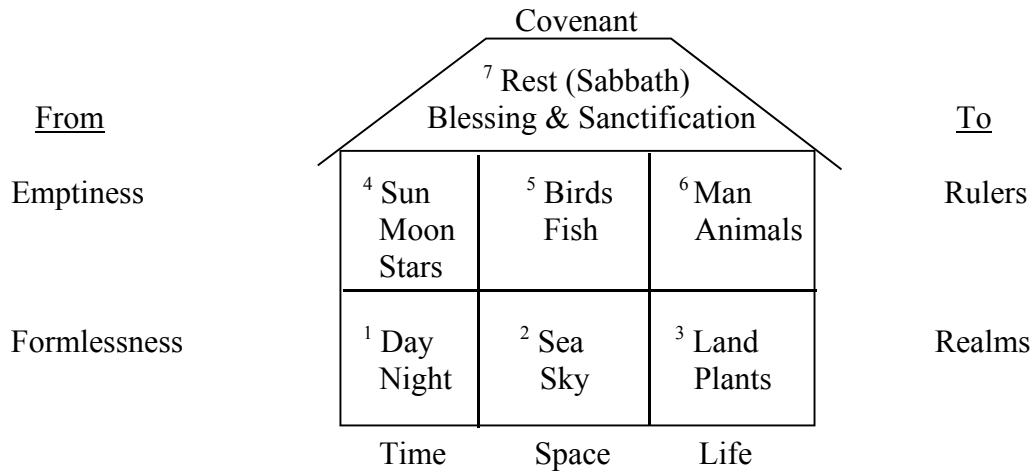 Covenant
7 Rest (Sabbath)
Blessing & Sanctification
From
To
Emptiness
4 Sun
Moon
Stars
5 Birds
Fish
6 Man
Animals
Rulers
Formlessness
1 Day
Night
2 Sea
Sky
3 Land
Plants
Realms
Time
Space
Life